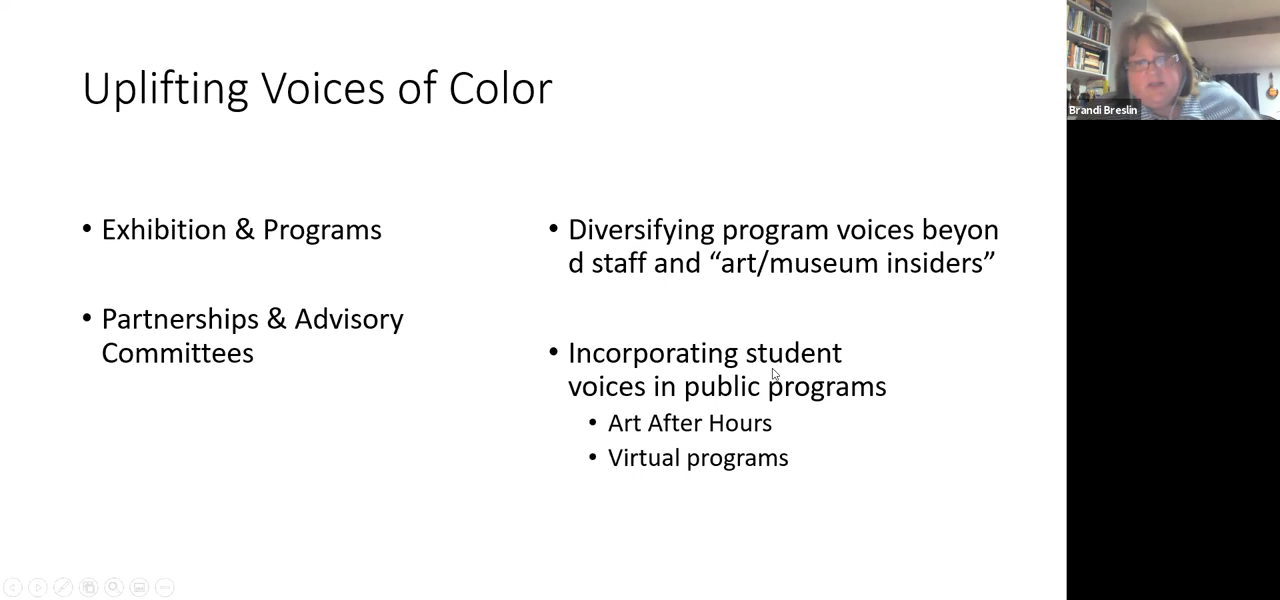 Uplifting Voices of Color
• Exhibition & Programs
• Partnerships & Advisory
Committees
• Diversifying program voices beyon
d staff and “art/museum insiders”
• Incorporating student
voices in public programs
• Art After Hours
• Virtual programs
Brandi Breslin